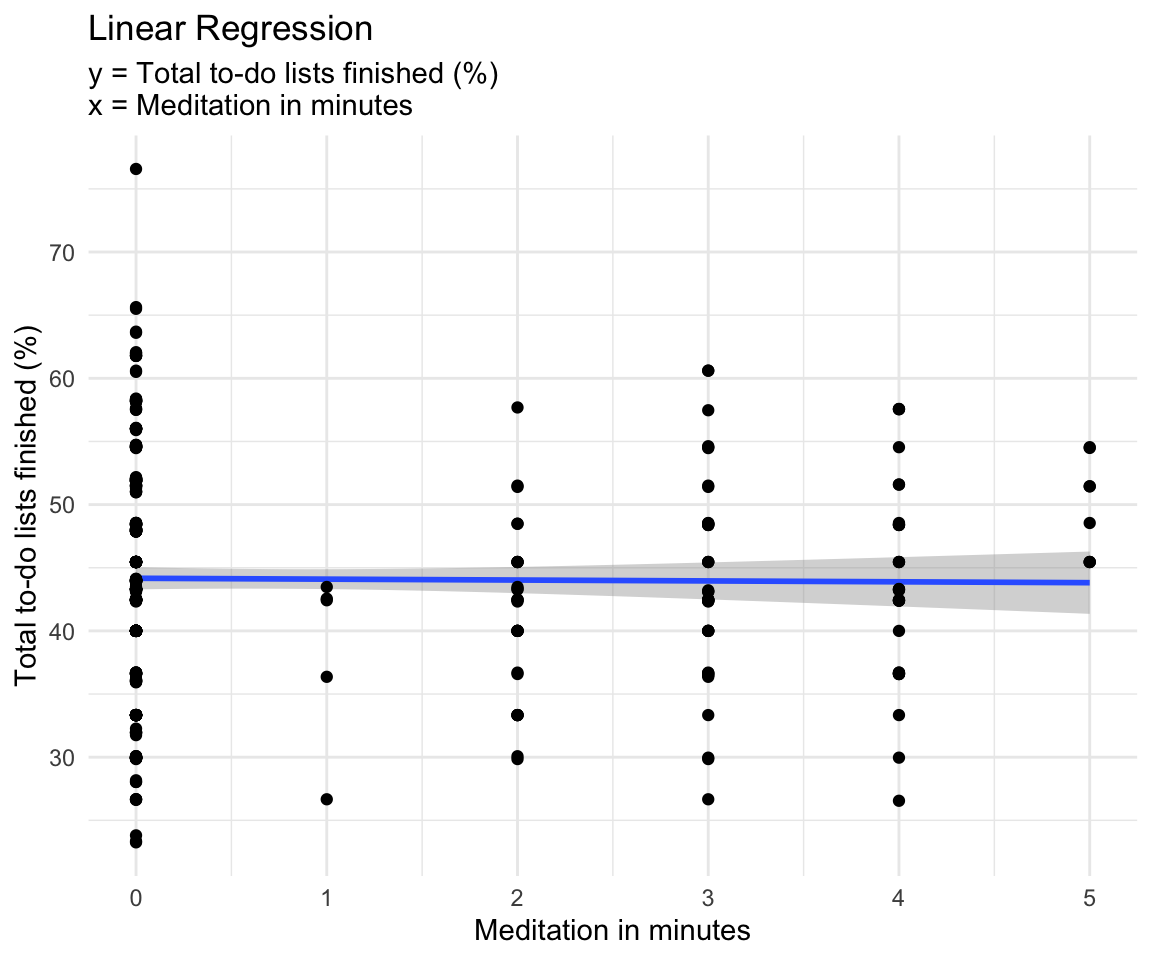 Linear Regression
y = Total to-do lists finished (%)
x = Meditation in minutes
Total to-do lists finished (%)
70
60
50
40
30
0 1 2 3 4 5
Meditation in minutes